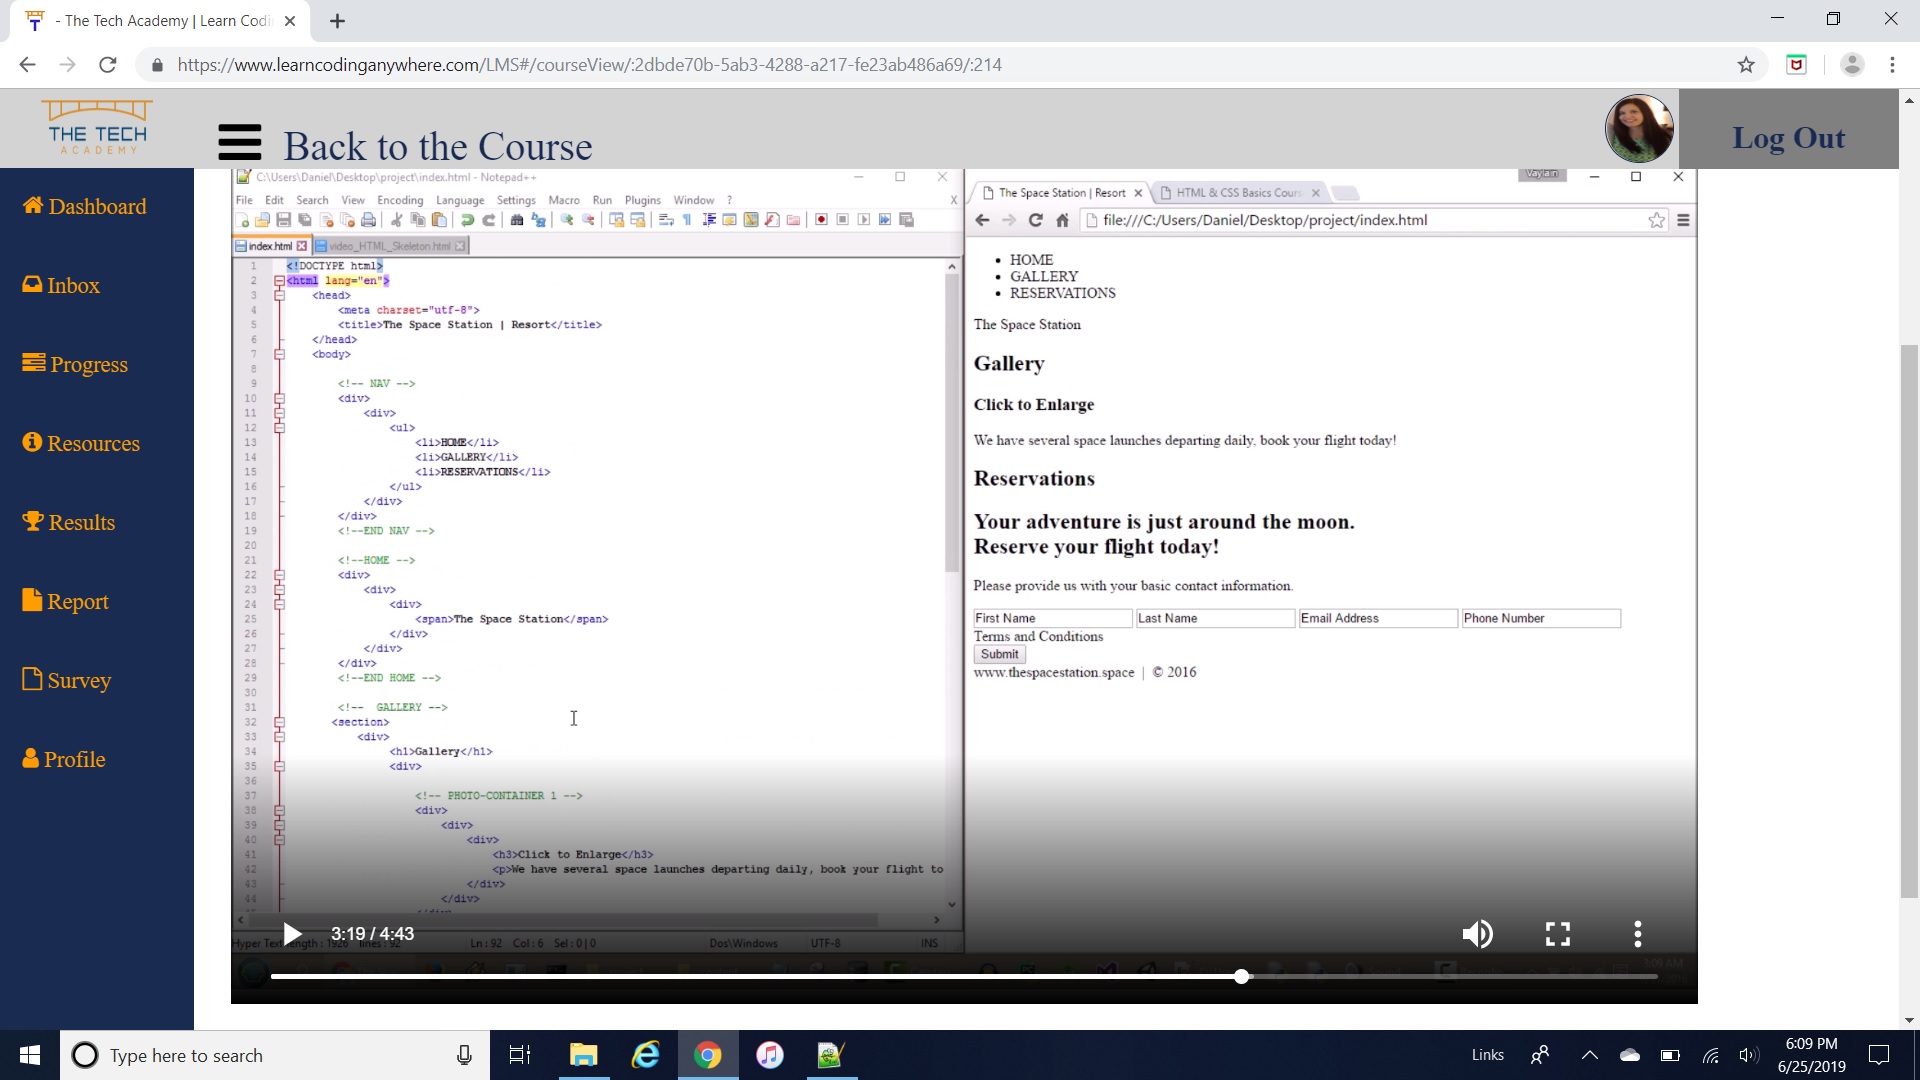 - The Tech Academy | Learn Codi
https://www.learncodinganywhere.com/LMS#/courseView/:2dbde70b-5ab3-4288-a217-fe23ab486a69/:214
THE TECH
ACADEMY
Back to the Course
Log Out
Dashboard
Inbox
Progress
Resources
Results
Report
Survey
Profile
C:\Users\Daniel\Desktop\project\index.html - Notepad++
File Edit Search View Encoding Language Settings Macro Run Plugins Window ? X
index.html video_HTML_Skeleton.html
1 <!DOCTYPE html>
2 <html lang="en">
3 <head>
4 <meta charset="utf-8">
5 <title>The Space Station | Resort</title>
6 </head>
7 <body>
8
9 <!-- NAV -->
10 <div>
11 <div>
12 <ul>
13 <li>HOME</li>
14 <li>GALLERY</li>
15 <li>RESERVATIONS</li>
16 </ul>
17 </div>
18 </div>
19 <!--END NAV -->
20
21 <!--HOME -->
22 <div>
23 <div>
24 <div>
25 <span>The Space Station</span>
26 </div>
27 </div>
28 </div>
29 <!--END HOME -->
30
31 <!-- GALLERY -->
32 <section>
33 <div>
34 <h1>Gallery</h1>
35 <div>
36
37 <!-- PHOTO-CONTAINER 1 -->
38 <div>
39 <div>
40 <div>
41 <h3>Click to Enlarge</h3>
42 <p>We have several space launches departing daily, book your flight to
43 </div>
44 </div>
Hyper Text length : 1926 lines : 92 Ln : 92 Col : 6 Sel : 0 | 0 Dos\Windows UTF-8 INS
Vaylain
The Space Station | Resort HTML & CSS Basics Cours
file:///C:/Users/Daniel/Desktop/project/index.html
• HOME
• GALLERY
• RESERVATIONS
The Space Station
Gallery
Click to Enlarge
We have several space launches departing daily, book your flight today!
Reservations
Your adventure is just around the moon.
Reserve your flight today!
Please provide us with your basic contact information.
First Name Last Name Email Address Phone Number
Terms and Conditions
Submit
www.thespacestation.space | © 2016
3:19 / 4:43
3:09 AM
Type here to search
Links
6:09 PM
6/25/2019